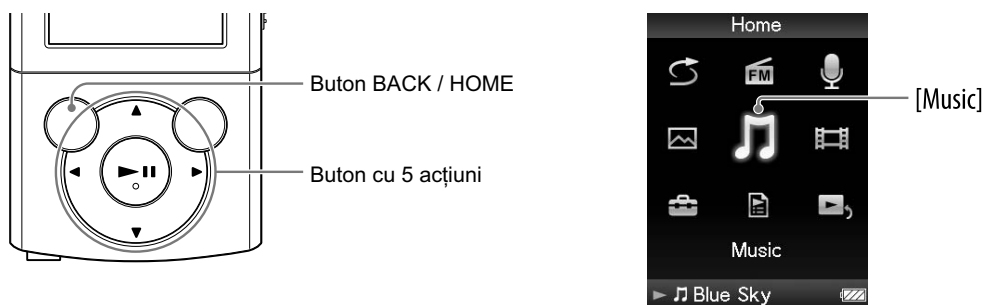 Buton BACK / HOME
Buton cu 5 acțiuni
Home
FM
[Music]
Music
Blue Sky